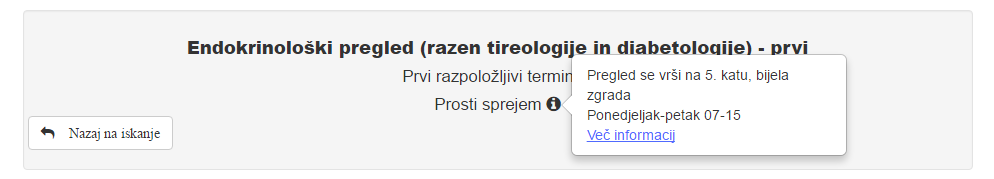 Endokrinološki pregled (razen tireologije in diabetologije) - prvi
Prvi razpoložljivi termin
Prosti sprejem
Pregled se vrši na 5. katu, bijela
zgrada
Ponedjeljak-petak 07-15
Več informacij
Nazaj na iskanje